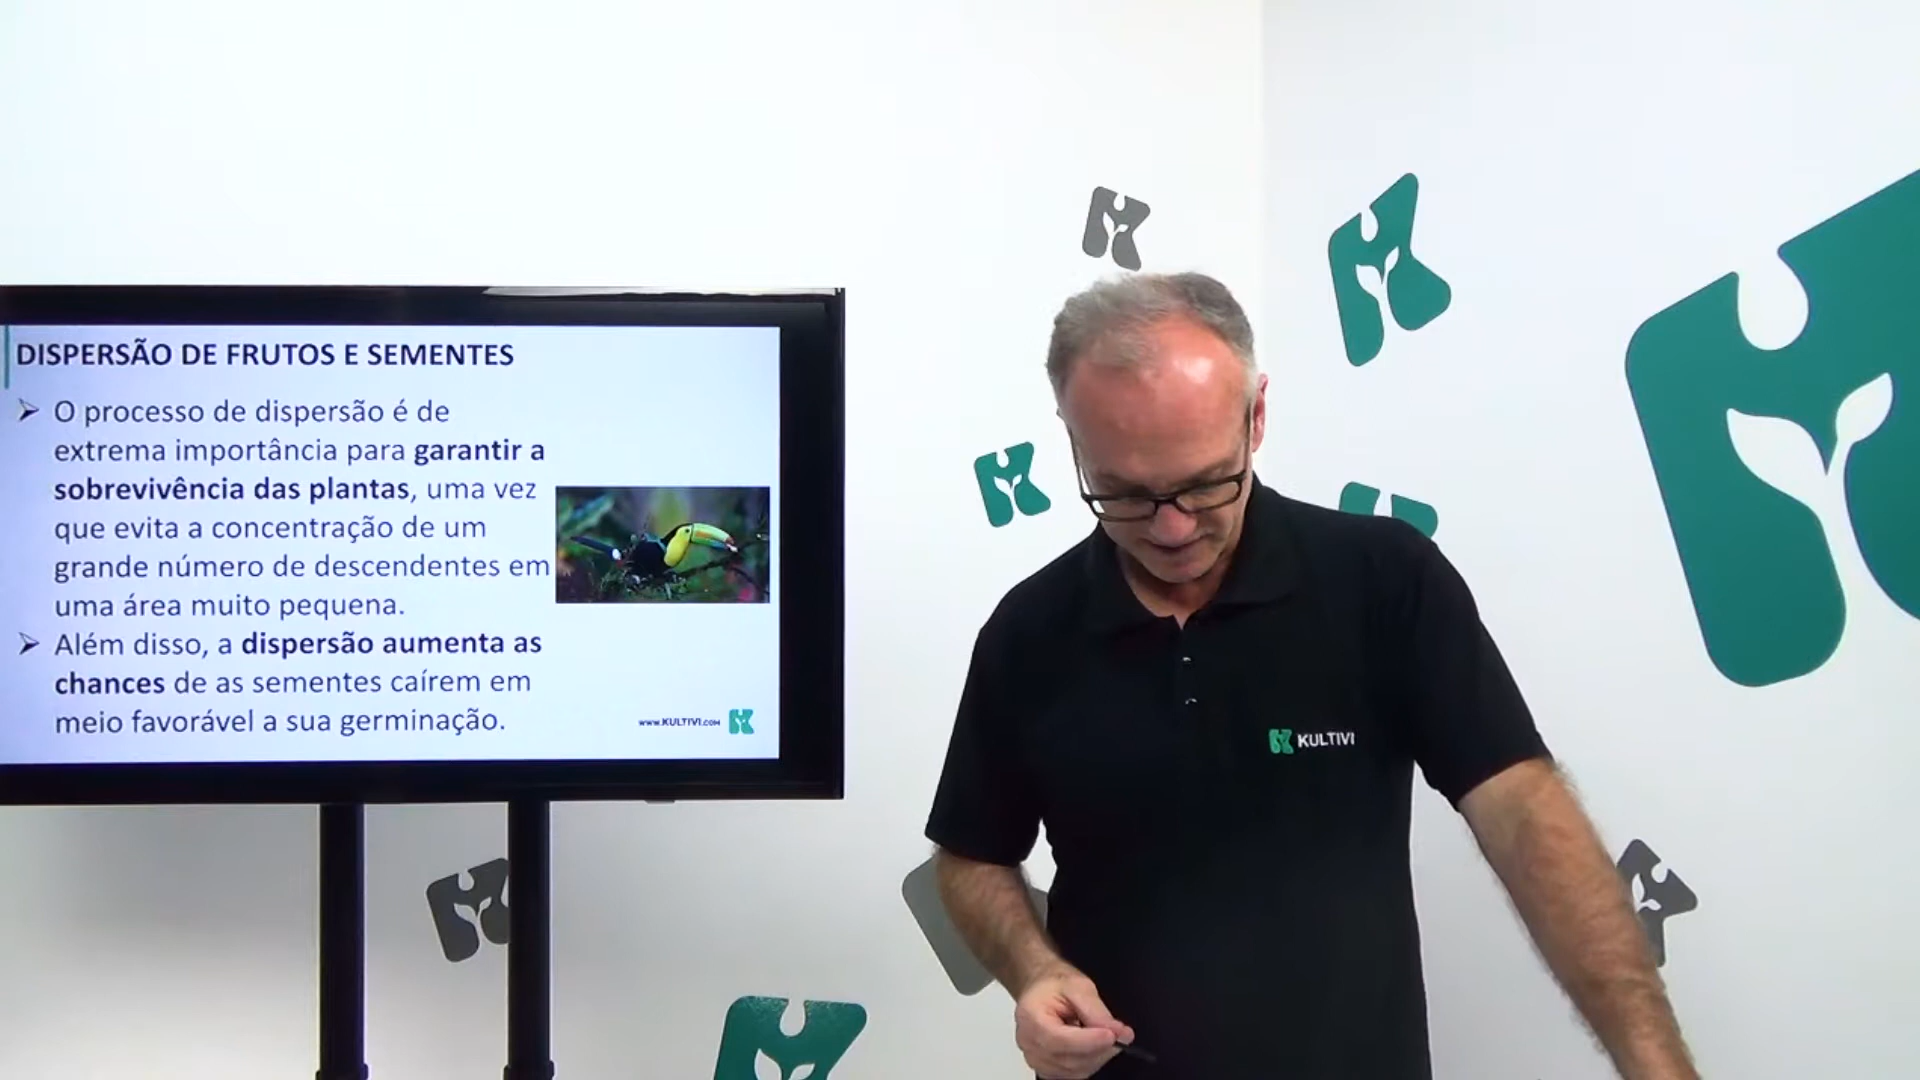 DISPERSÃO DE FRUTOS E SEMENTES
➢ O processo de dispersão é de
extrema importância para garantir a
sobrevivência das plantas, uma vez
que evita a concentração de um
grande número de descendentes em
uma área muito pequena.
➢ Além disso, a dispersão aumenta as
chances de as sementes caírem em
meio favorável a sua germinação.
www.KULTIVI.COM
KULTIVI